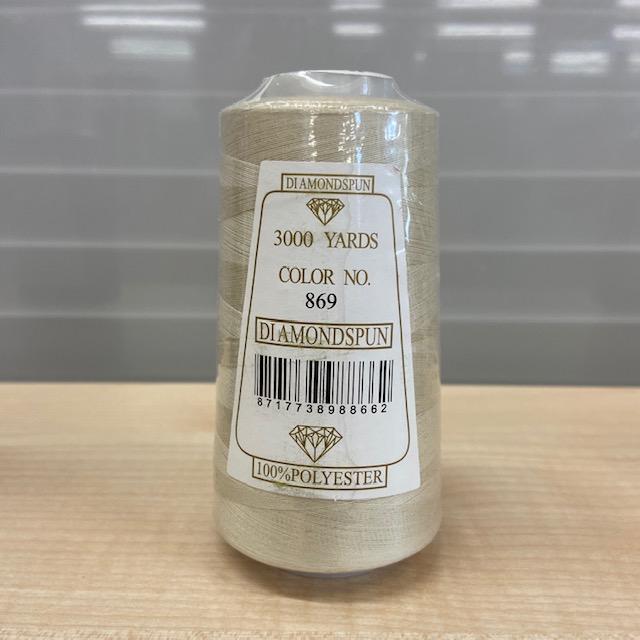 DIAMONDSPUN
3000 YARDS
COLOR NO.
869
DIAMONDSPUN
8717738988662
100%POLYESTER